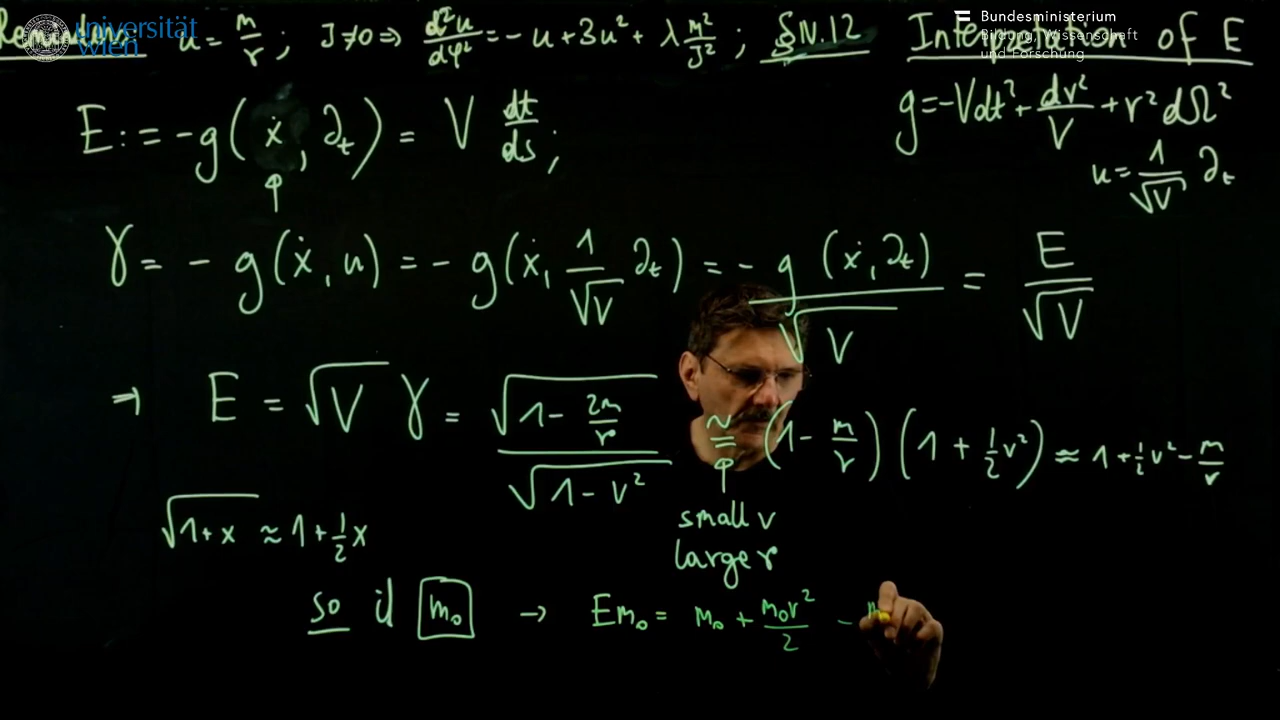 universität wien
Bundesministerium
Bildung, Wissenschaft
und Forschung
u = m/r ; J ≠ 0 ⇒ d²u/dφ² = - u + 3u² + λ m²/J² ; § IV.12 Interpretation of E
g = -Vdt² + dr²/V + r² dΩ²
E := -g(ẋ, ∂t) = V dt/ds ;
u = 1/√V ∂t
γ = - g(ẋ, u) = - g(ẋ, 1/√V ∂t) = - g(ẋ, ∂t)/√V = E/√V
⇒ E = √V γ = √(1 - 2m/r)/√(1 - v²) ≅ (1 - m/r)(1 + ½v²) ≈ 1 + ½v² - m/r
small v
large r
√(1+x) ≈ 1 + ½x
so if m₀ → E m₀ = m₀ + m₀v²/2 -